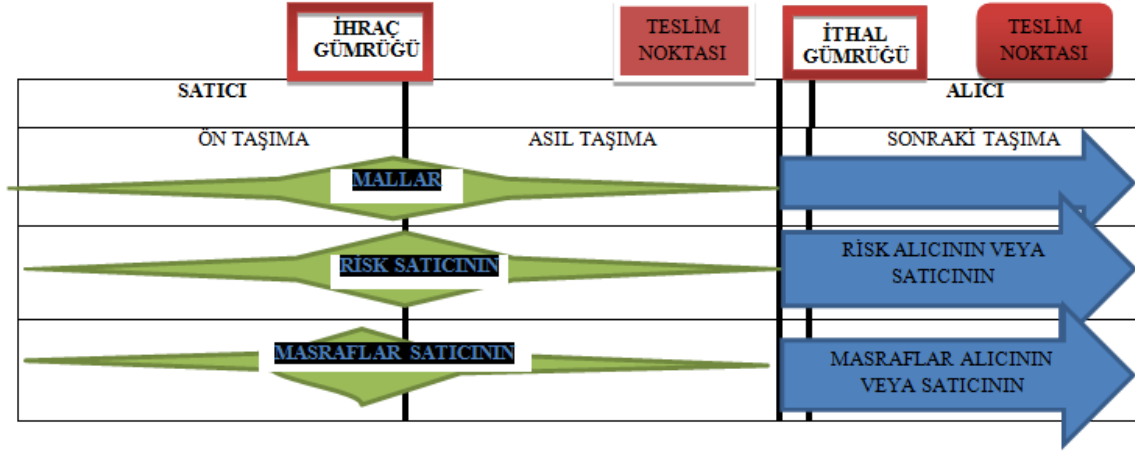 İHRAÇ
GÜMRÜĞÜ
TESLİM
NOKTASI
İTHAL
GÜMRÜĞÜ
TESLİM
NOKTASI
SATICI
ALICI
ÖN TAŞIMA
ASIL TAŞIMA
SONRAKİ TAŞIMA
MALLAR
RİSK SATICININ
RİSK ALICININ VEYA
SATICININ
MASRAFLAR SATICININ
MASRAFLAR ALICININ
VEYA SATICININ